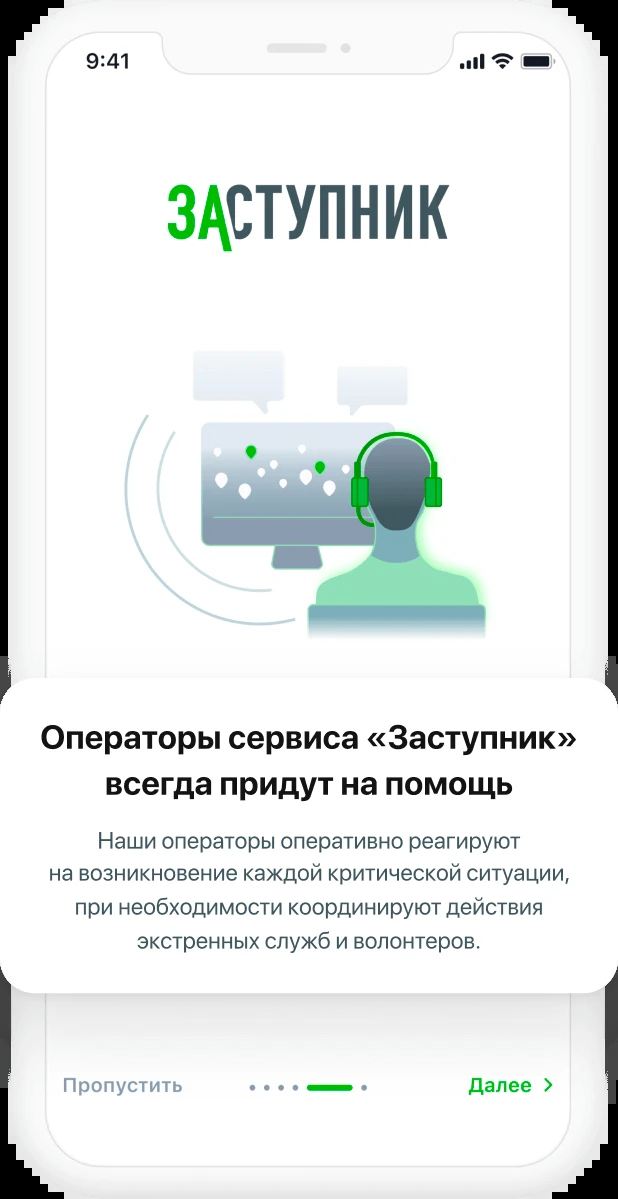 9:41
ЗАСТУПНИК
Операторы сервиса «Заступник»
всегда придут на помощь
Наши операторы оперативно реагируют
на возникновение каждой критической ситуации,
при необходимости координируют действия
экстренных служб и волонтеров.
Пропустить
Далее